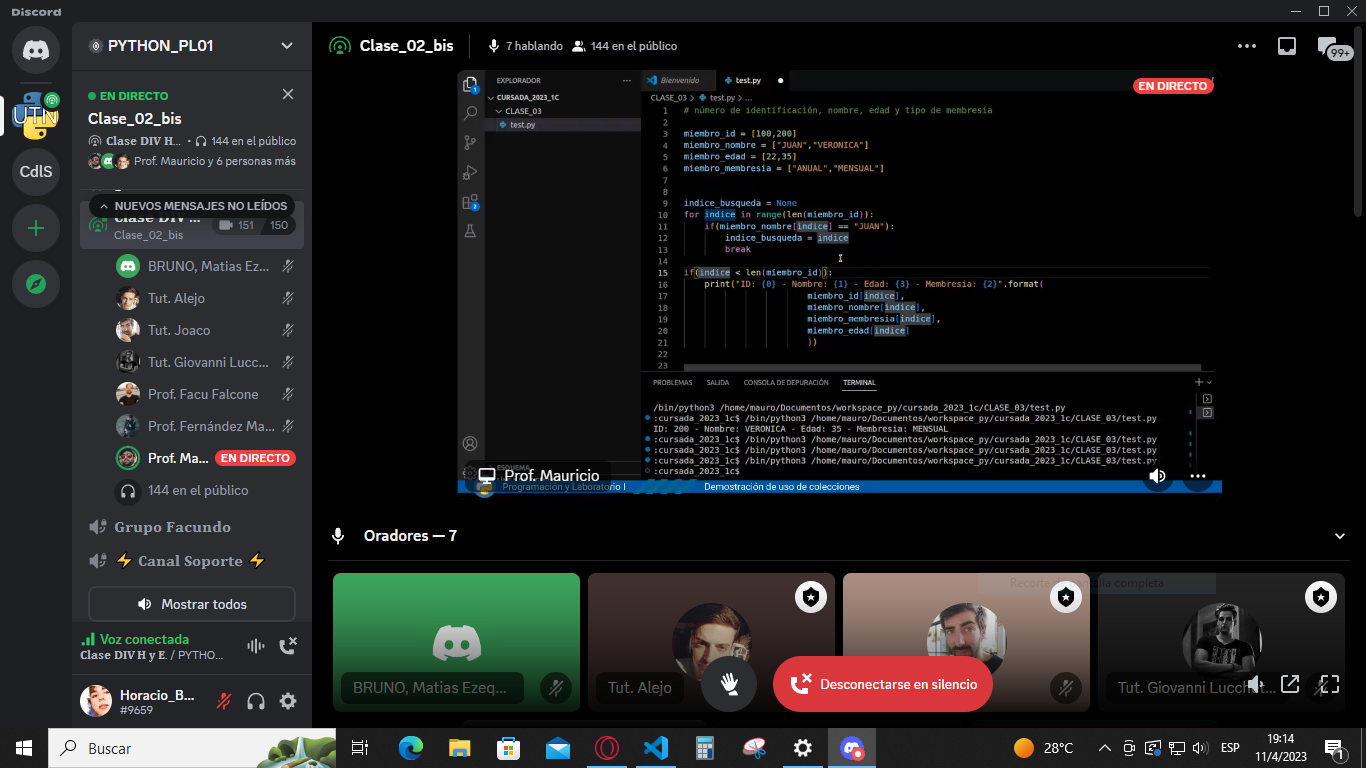 Discord
PYTHON_PL01
EN DIRECTO
Clase_02_bis
Clase DIV H... • 144 en el público
Prof. Mauricio y 6 personas más
NUEVOS MENSAJES NO LEÍDOS
Clase DIV ...
Clase_02_bis
151 150
BRUNO, Matias Ez...
Tut. Alejo
Tut. Joaco
Tut. Giovanni Lucc...
Prof. Facu Falcone
Prof. Fernández Ma...
Prof. Ma... EN DIRECTO
144 en el público
Grupo Facundo
⚡ Canal Soporte ⚡
Mostrar todos
Voz conectada
Clase DIV H y E. / PYTHO...
Horacio_B...
#9659
UTN
CdlS
Clase_02_bis
7 hablando
144 en el público
99+
EN DIRECTO
EXPLORADOR
CURSADA_2023_1C
CLASE_03
test.py
Bienvenido
test.py
CLASE_03 > test.py > ...
1 # número de identificación, nombre, edad y tipo de membresía
2
3 miembro_id = [100,200]
4 miembro_nombre = ["JUAN","VERONICA"]
5 miembro_edad = [22,35]
6 miembro_membresia = ["ANUAL","MENSUAL"]
7
8
9 indice_busqueda = None
10 for indice in range(len(miembro_id)):
11 if(miembro_nombre[indice] == "JUAN"):
12 indice_busqueda = indice
13 break
14
15 if(indice < len(miembro_id)):
16 print("ID: {0} - Nombre: {1} - Edad: {3} - Membresia: {2}".format(
17 miembro_id[indice],
18 miembro_nombre[indice],
19 miembro_membresia[indice],
20 miembro_edad[indice]
21 ))
22
23
PROBLEMAS SALIDA CONSOLA DE DEPURACIÓN TERMINAL
/bin/python3 /home/mauro/Documentos/workspace_py/cursada_2023_1c/CLASE_03/test.py
:cursada_2023_1c$ /bin/python3 /home/mauro/Documentos/workspace_py/cursada_2023_1c/CLASE_03/test.py
ID: 200 - Nombre: VERONICA - Edad: 35 - Membresia: MENSUAL
:cursada_2023_1c$ /bin/python3 /home/mauro/Documentos/workspace_py/cursada_2023_1c/CLASE_03/test.py
:cursada_2023_1c$ /bin/python3 /home/mauro/Documentos/workspace_py/cursada_2023_1c/CLASE_03/test.py
:cursada_2023_1c$ /bin/python3 /home/mauro/Documentos/workspace_py/cursada_2023_1c/CLASE_03/test.py
:cursada_2023_1c$
ESQUEMA
Prof. Mauricio
Programación y Laboratorio I
Demostración de uso de colecciones
Oradores — 7
Recorte de pantalla completa
BRUNO, Matias Ezeq...
Tut. Alejo
Tut. Giovanni Lucchet...
Desconectarse en silencio
Buscar
28°C
ESP
19:14
11/4/2023
1